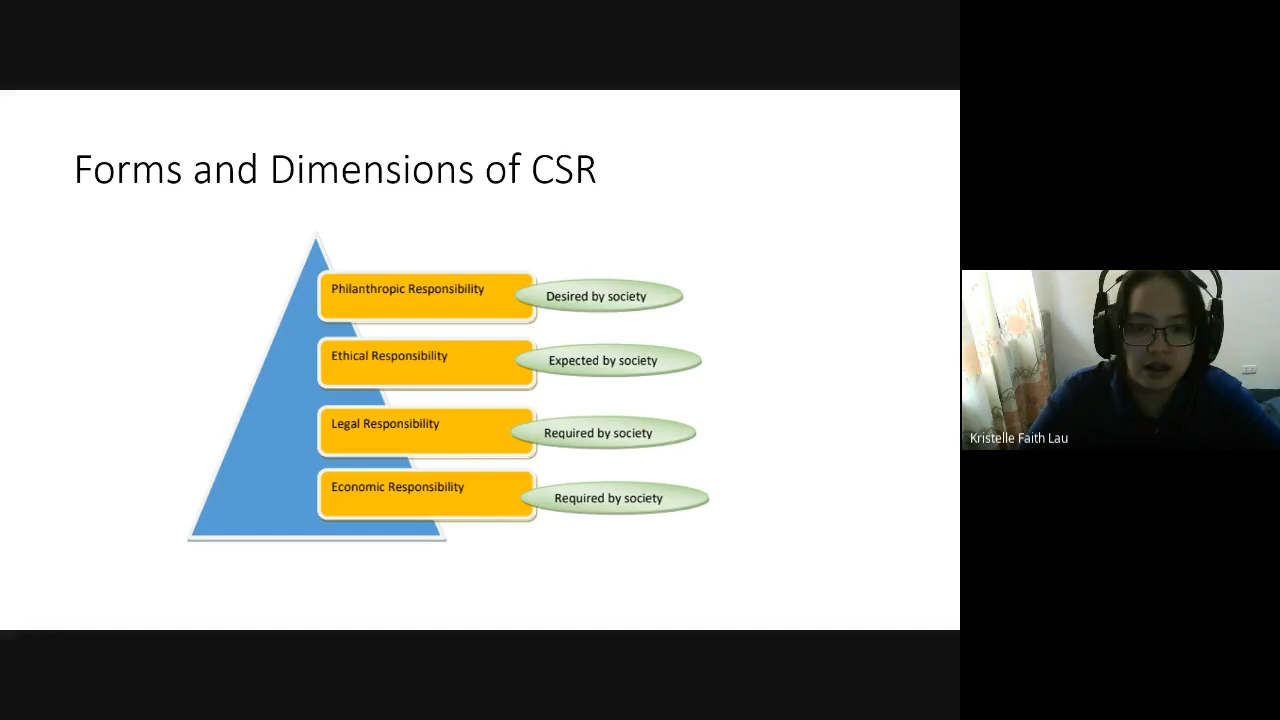 Forms and Dimensions of CSR
Philanthropic Responsibility
Desired by society
Ethical Responsibility
Expected by society
Legal Responsibility
Required by society
Economic Responsibility
Required by society
Kristelle Faith Lau